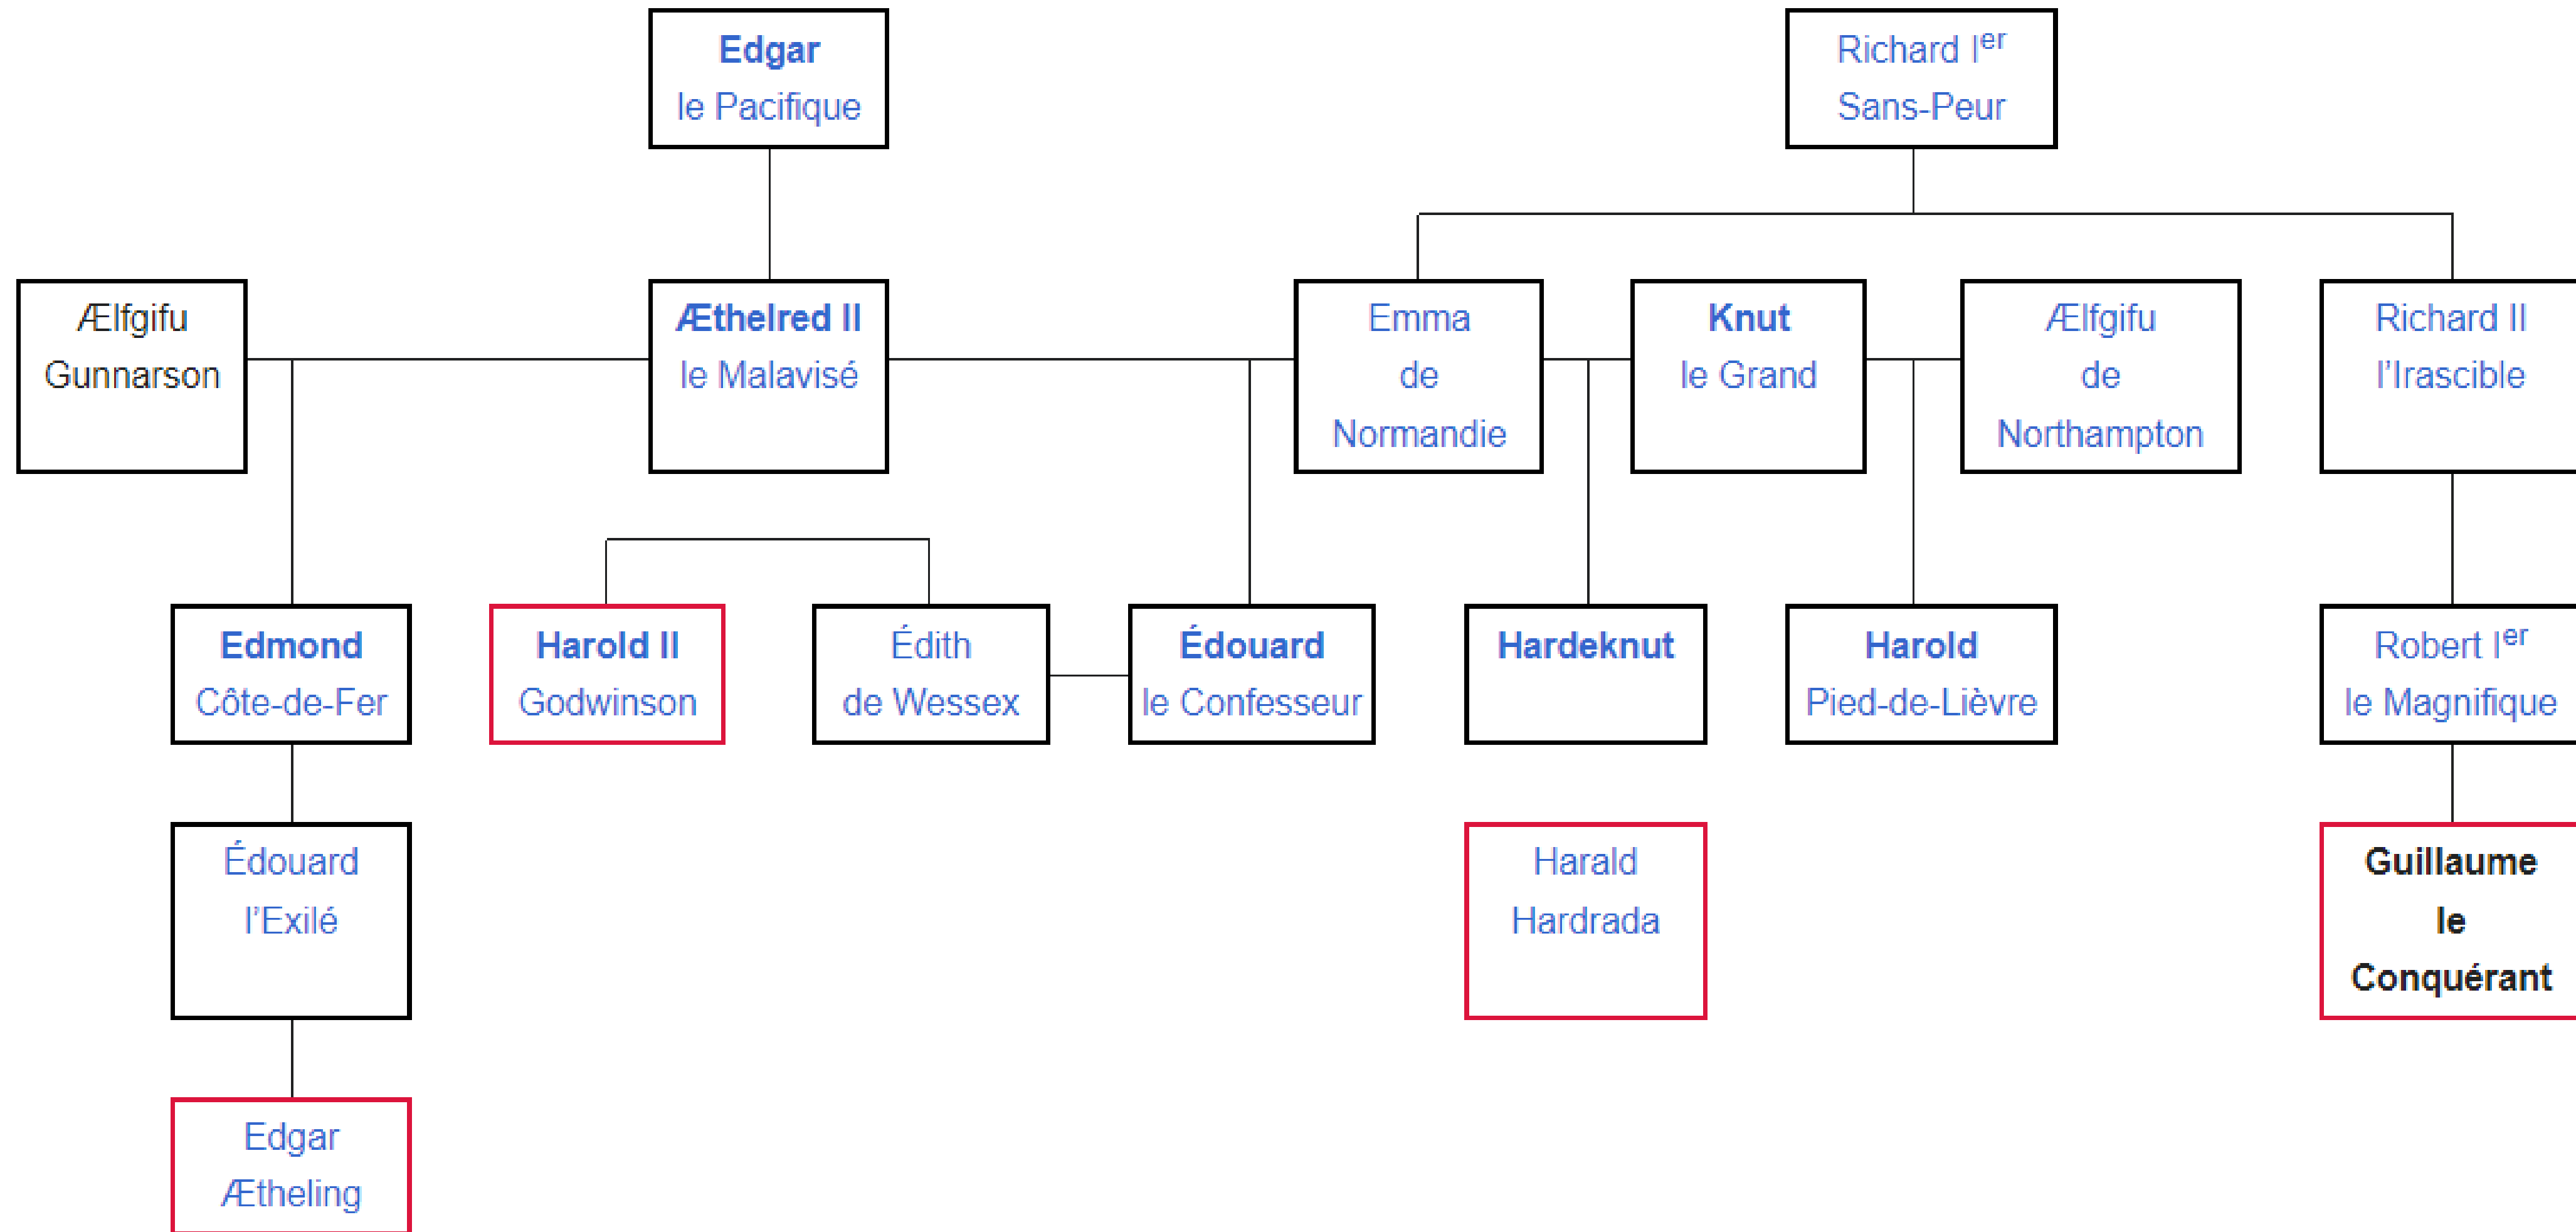 Edgar
le Pacifique
Richard Ier
Sans-Peur
Ælfgifu
Gunnarson
Æthelred II
le Malavisé
Emma
de
Normandie
Knut
le Grand
Ælfgifu
de
Northampton
Richard II
l’Irascible
Edmond
Côte-de-Fer
Harold II
Godwinson
Édith
de Wessex
Édouard
le Confesseur
Hardeknut
Harold
Pied-de-Lièvre
Robert Ier
le Magnifique
Édouard
l’Exilé
Harald
Hardrada
Guillaume
le
Conquérant
Edgar
Ætheling